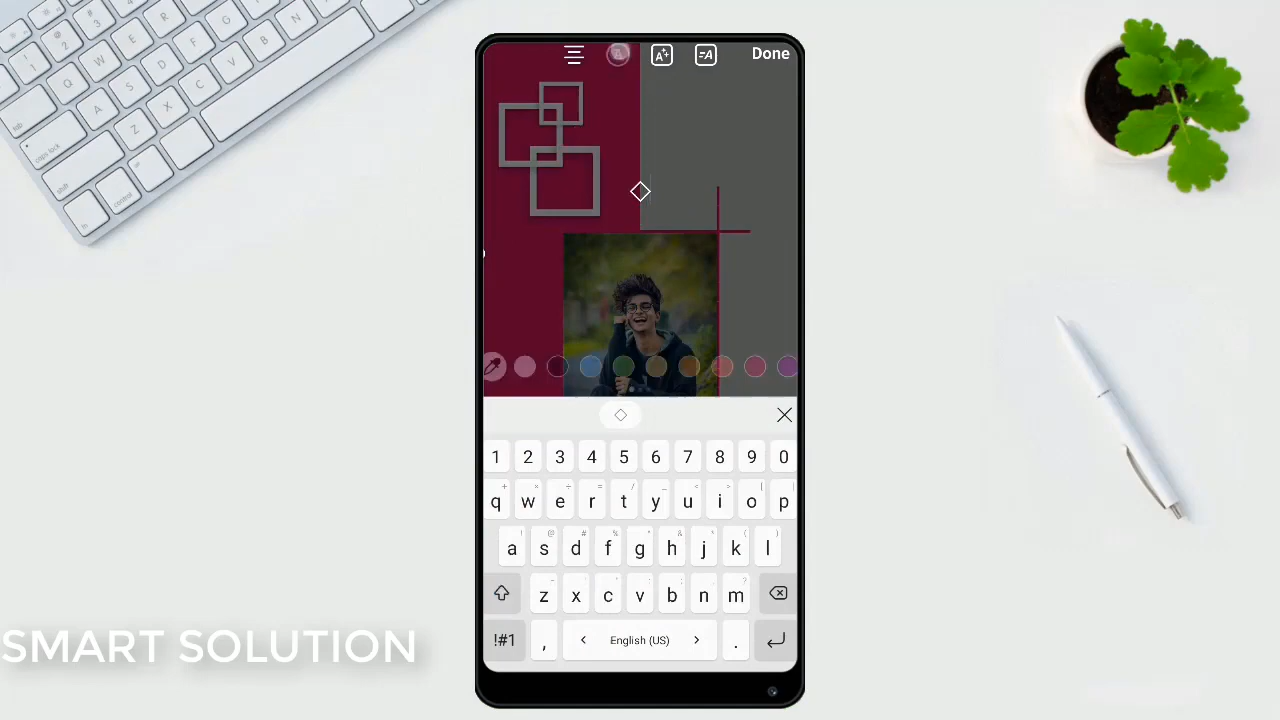 Done
1 2 3 4 5 6 7 8 9 0
q w e r t y u i o p
a s d f g h j k l
z x c v b n m
!#1 , < English (US) > .
SMART SOLUTION